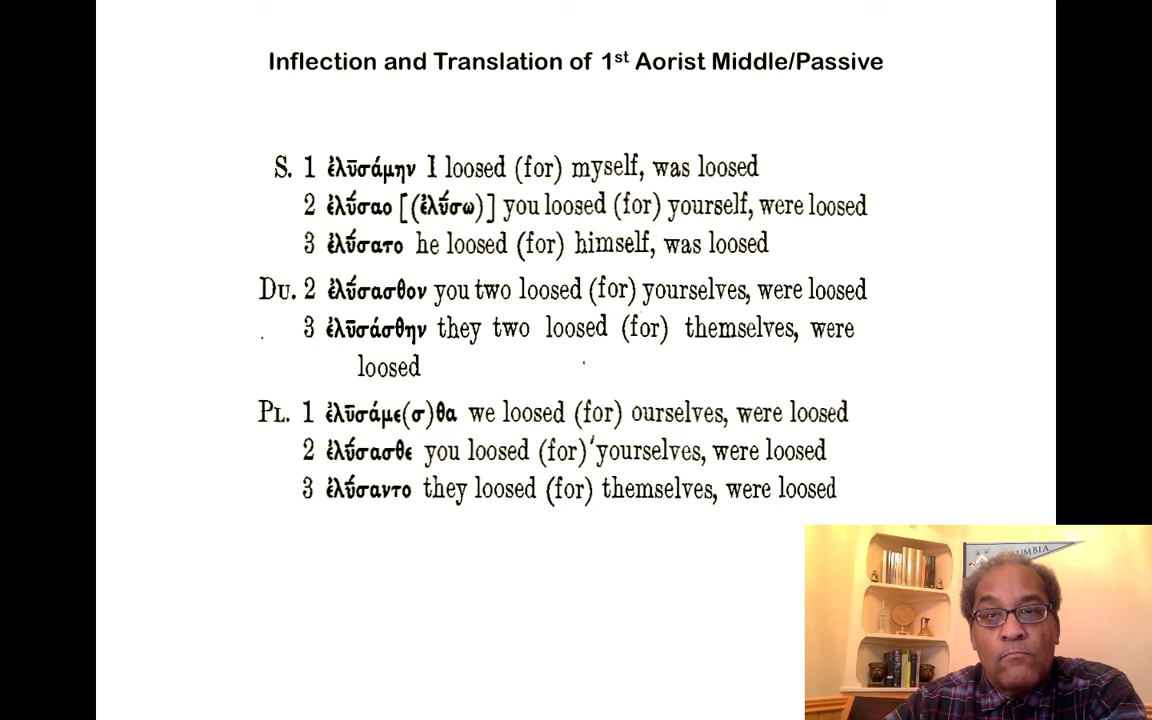 Inflection and Translation of 1st Aorist Middle/Passive
S. 1 ἐλῡσάμην I loosed (for) myself, was loosed
2 ἐλῡ́σαο [(ἐλῡ́σω)] you loosed (for) yourself, were loosed
3 ἐλῡ́σατο he loosed (for) himself, was loosed
Du. 2 ἐλῡ́σασθον you two loosed (for) yourselves, were loosed
3 ἐλῡσάσθην they two loosed (for) themselves, were
loosed
Pl. 1 ἐλῡσάμε(σ)θα we loosed (for) ourselves, were loosed
2 ἐλῡ́σασθε you loosed (for) yourselves, were loosed
3 ἐλῡ́σαντο they loosed (for) themselves, were loosed